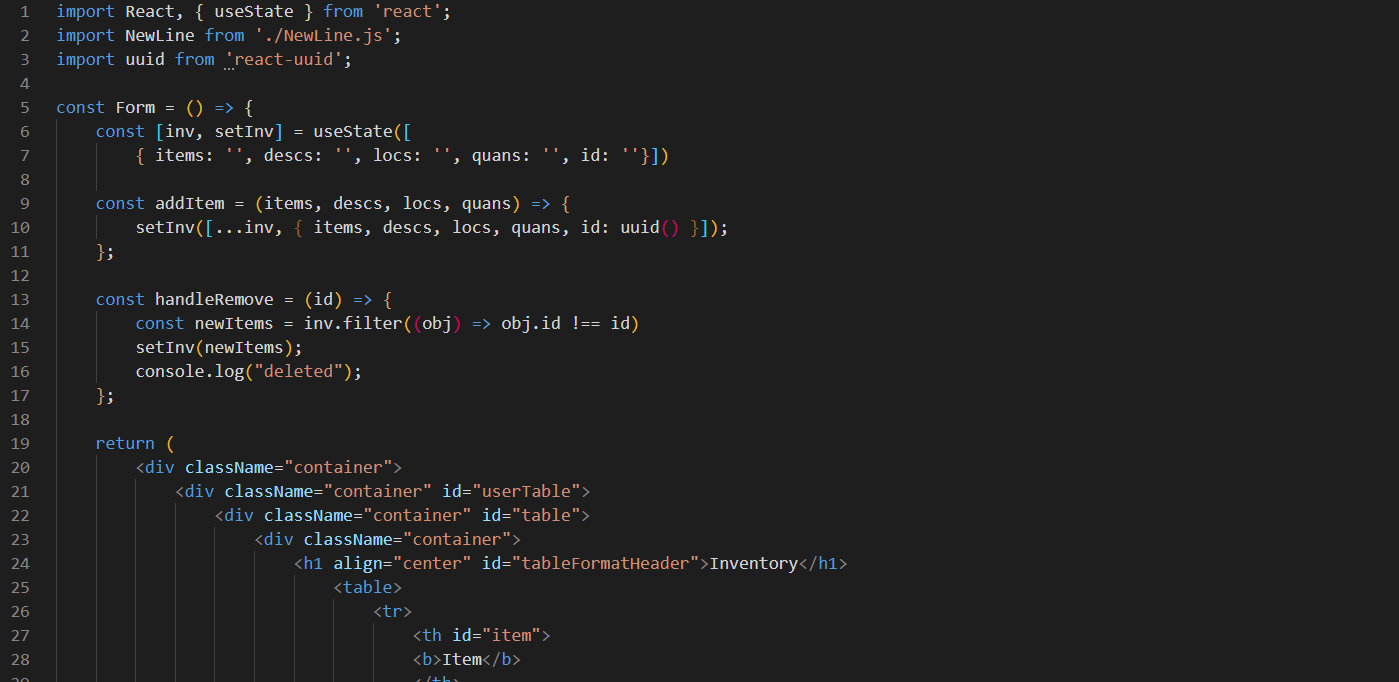 1 import React, { useState } from 'react';
2 import NewLine from './NewLine.js';
3 import uuid from 'react-uuid';
4
5 const Form = () => {
6     const [inv, setInv] = useState([
7         { items: '', descs: '', locs: '', quans: '', id: ''}])
8
9     const addItem = (items, descs, locs, quans) => {
10         setInv([...inv, { items, descs, locs, quans, id: uuid() }]);
11     };
12
13     const handleRemove = (id) => {
14         const newItems = inv.filter((obj) => obj.id !== id)
15         setInv(newItems);
16         console.log("deleted");
17     };
18
19     return (
20         <div className="container">
21             <div className="container" id="userTable">
22                 <div className="container" id="table">
23                     <div className="container">
24                         <h1 align="center" id="tableFormatHeader">Inventory</h1>
25                             <table>
26                                 <tr>
27                                     <th id="item">
28                                     <b>Item</b>
29                                     </th>